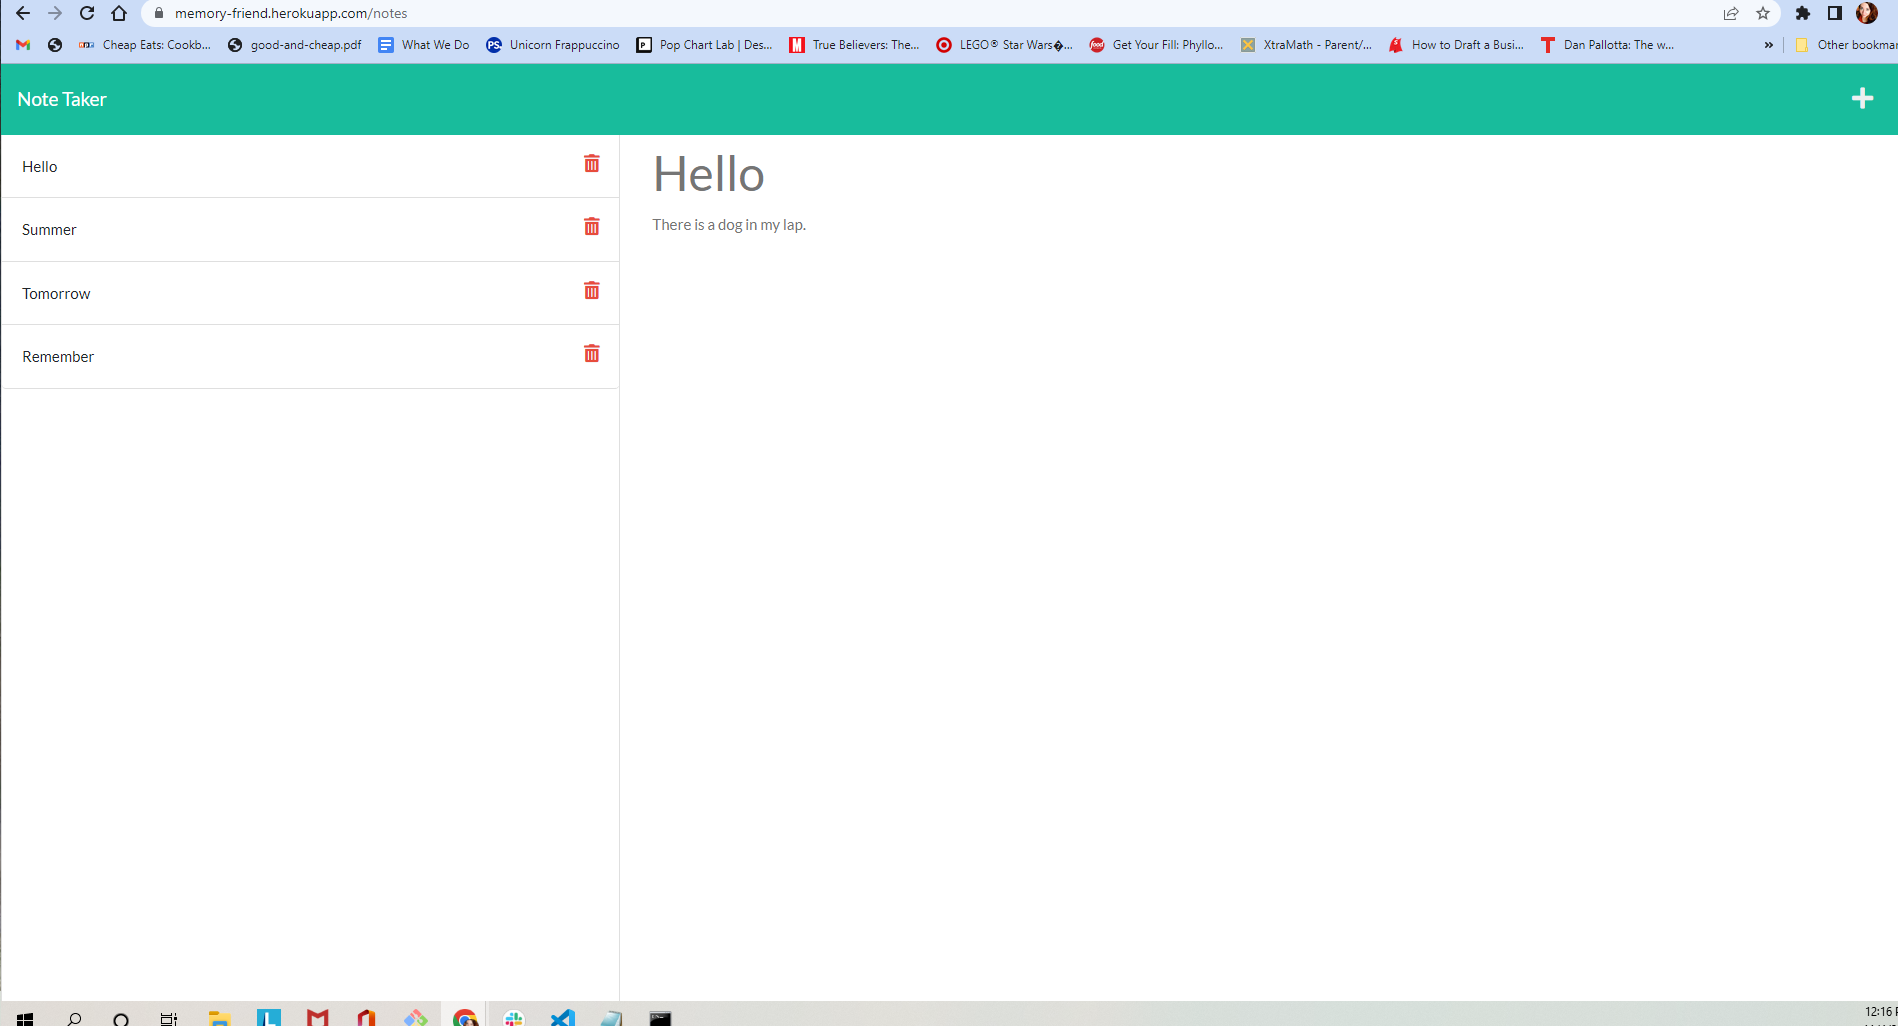 memory-friend.herokuapp.com/notes
Cheap Eats: Cookb... good-and-cheap.pdf What We Do PS. Unicorn Frappuccino P Pop Chart Lab | Des... M True Believers: The... LEGO® Star Wars�... food Get Your Fill: Phyllo... XtraMath - Parent/... How to Draft a Busi... T Dan Pallotta: The w... » Other bookmar
Note Taker
Hello
Summer
Tomorrow
Remember
Hello
There is a dog in my lap.
12:16